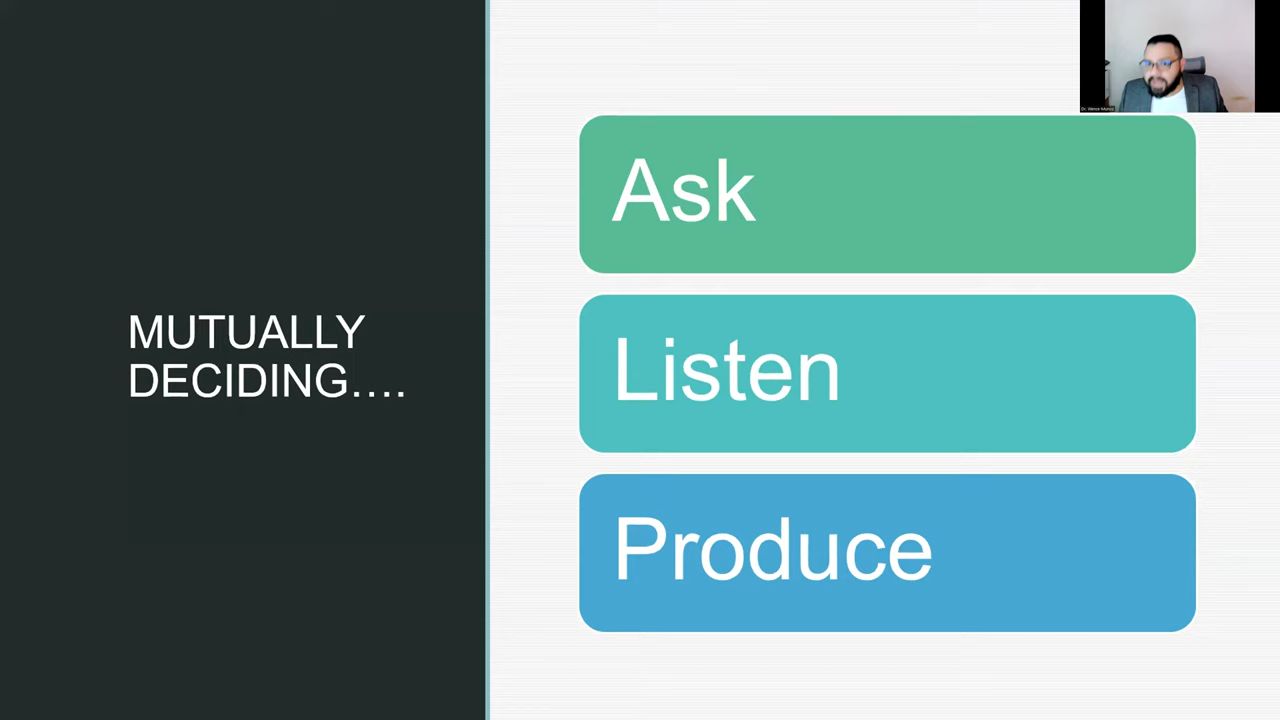 MUTUALLY
DECIDING….
Ask
Listen
Produce